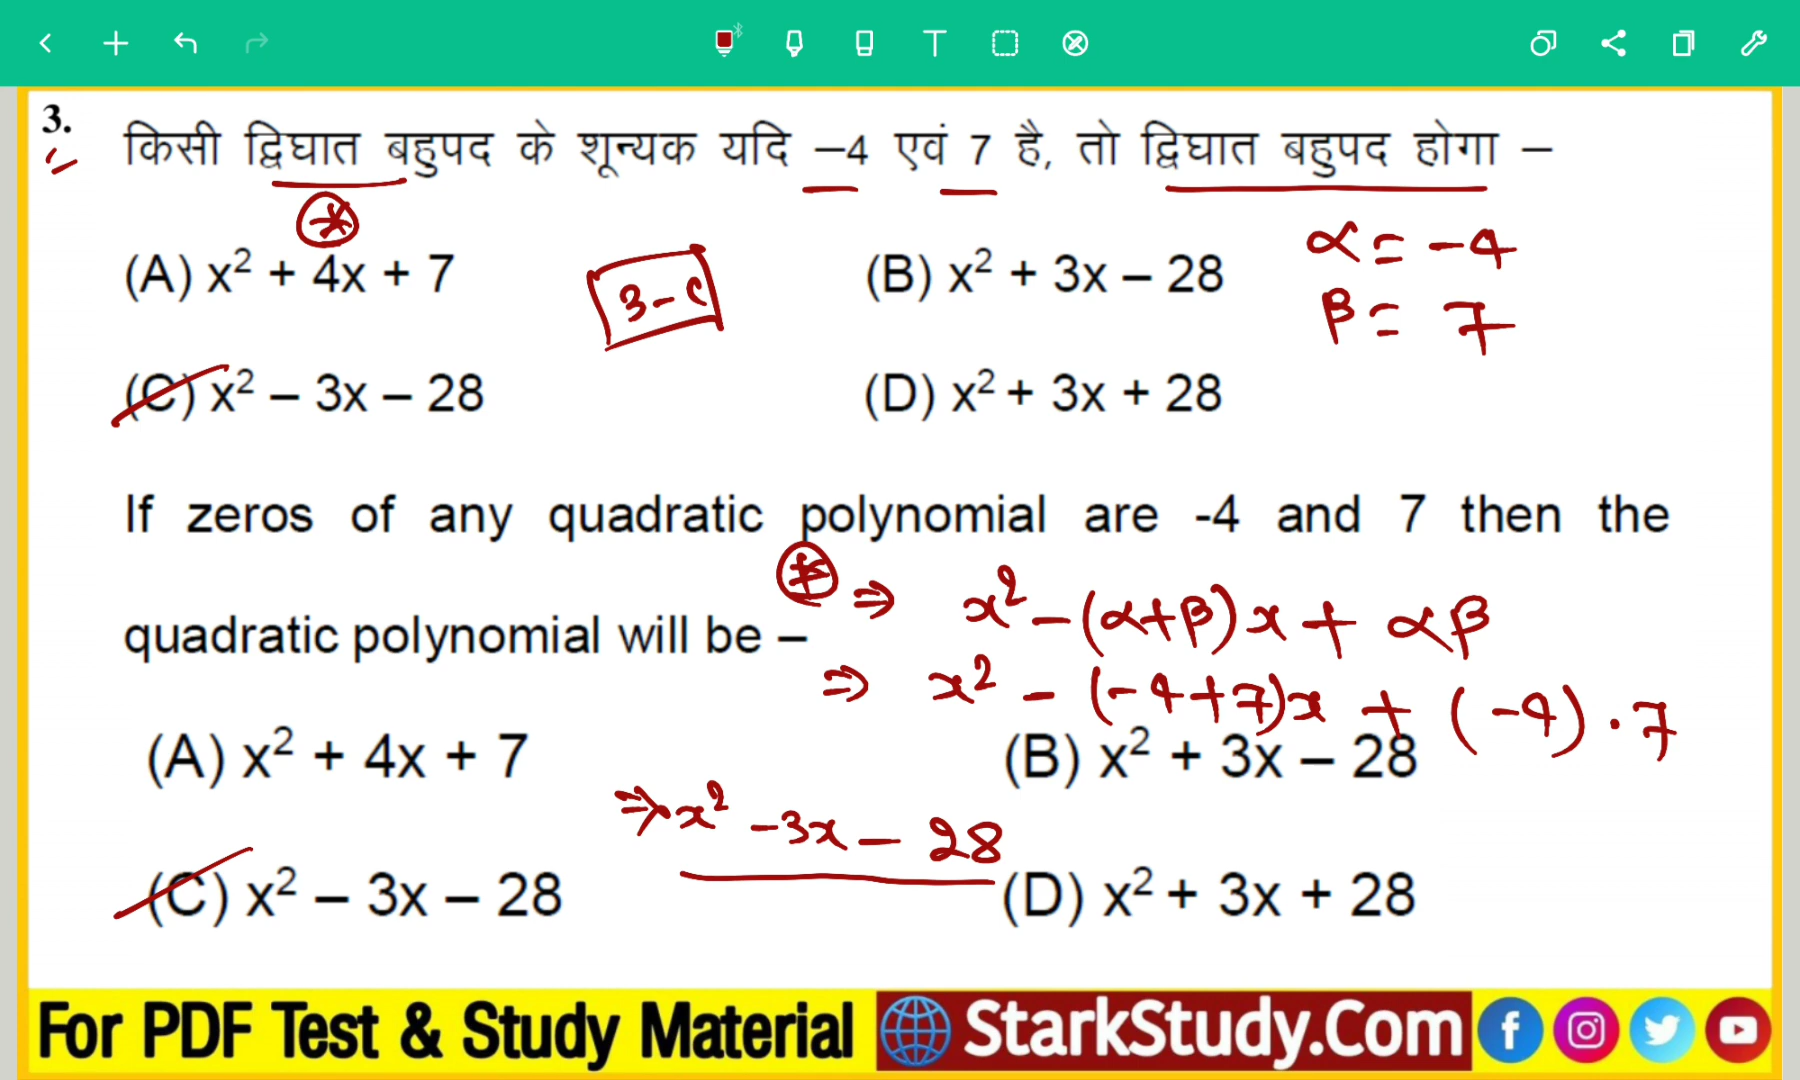 3.
किसी द्विघात बहुपद के शून्यक यदि –4 एवं 7 है, तो द्विघात बहुपद होगा –
(A) x² + 4x + 7
(B) x² + 3x – 28
α = -4
β = 7
3-C
(C) x² – 3x – 28
(D) x² + 3x + 28
If zeros of any quadratic polynomial are -4 and 7 then the
quadratic polynomial will be –
⇒ x² - (α+β)x + αβ
⇒ x² - (-4+7)x + (-4)·7
(A) x² + 4x + 7
(B) x² + 3x – 28
⇒ x² - 3x - 28
(C) x² – 3x – 28
(D) x² + 3x + 28
For PDF Test & Study Material StarkStudy.Com